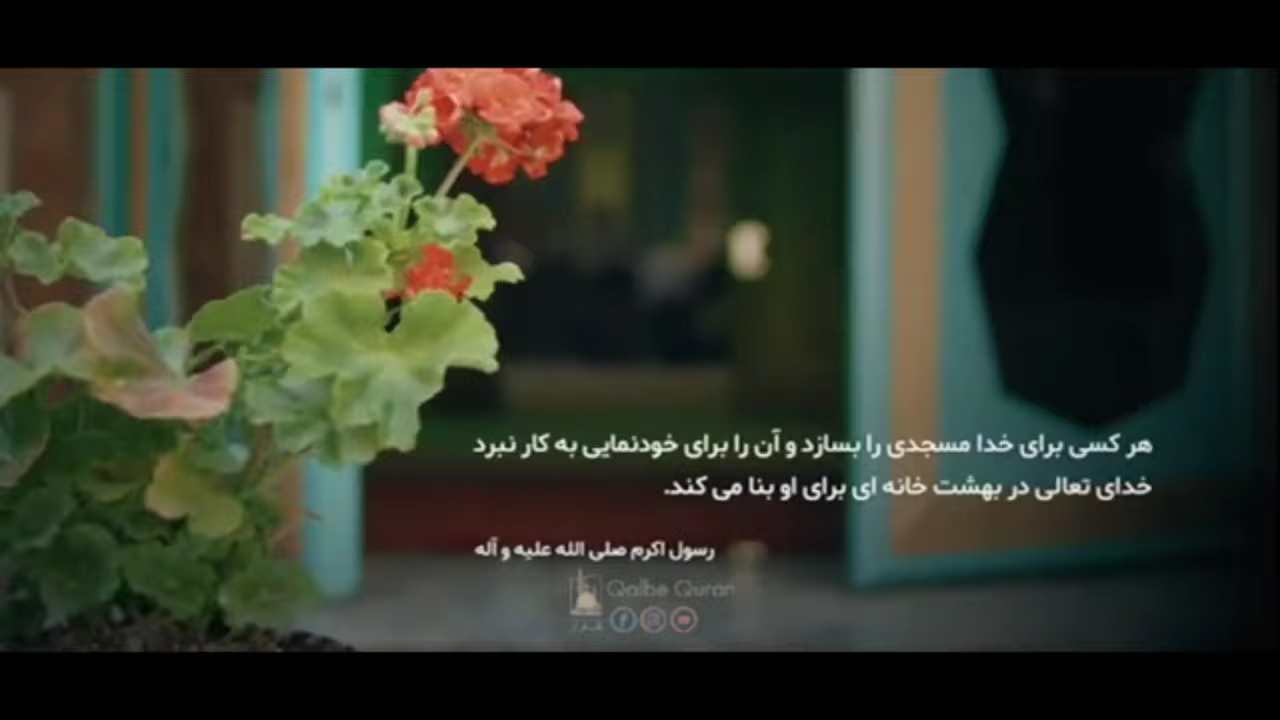 هر کسی برای خدا مسجدی را بسازد و آن را برای خودنمایی به کار نبرد
خدای تعالی در بهشت خانه ای برای او بنا می کند.
رسول اکرم صلی الله علیه و آله
Qalbe Quran